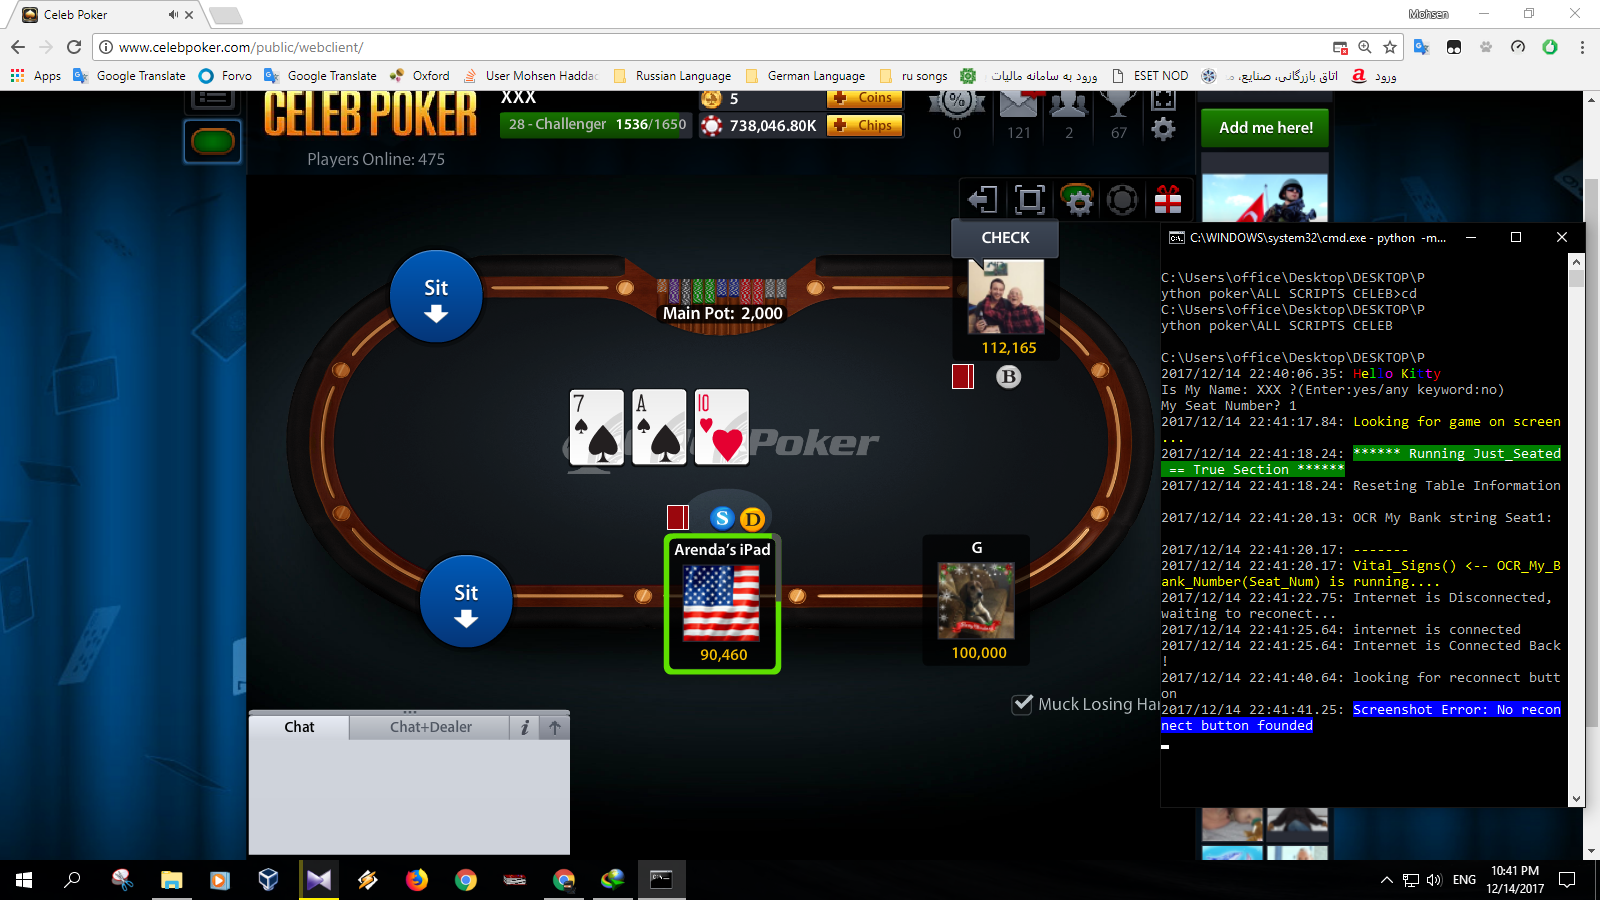 Celeb Poker
Mohsen
www.celebpoker.com/public/webclient/
Apps
Google Translate
Forvo
Google Translate
Oxford
User Mohsen Haddac
Russian Language
German Language
ru songs
ورود به سامانه مالیات
ESET NOD
اتاق بازرگانی، صنایع،
ورود
CELEB POKER
XXX
5
Coins
28 - Challenger 1536/1650
738,046.80K
Chips
%
0
121
2
67
Players Online: 475
Add me here!
CHECK
Sit
Main Pot: 2,000
112,165
B
7
A
10
Poker
S
D
Arenda's iPad
90,460
G
100,000
Sit
Muck Losing Ha
Chat
Chat+Dealer
i
C:\WINDOWS\system32\cmd.exe - python -m...
C:\Users\office\Desktop\DESKTOP\P
ython poker\ALL SCRIPTS CELEB>cd
C:\Users\office\Desktop\DESKTOP\P
ython poker\ALL SCRIPTS CELEB
C:\Users\office\Desktop\DESKTOP\P
2017/12/14 22:40:06.35: Hello Kitty
Is My Name: XXX ?(Enter:yes/any keyword:no)
My Seat Number? 1
2017/12/14 22:41:17.84: Looking for game on screen
...
2017/12/14 22:41:18.24: ****** Running Just_Seated
== True Section ******
2017/12/14 22:41:18.24: Reseting Table Information
2017/12/14 22:41:20.13: OCR My Bank string Seat1:
2017/12/14 22:41:20.17: -------
2017/12/14 22:41:20.17: Vital_Signs() <-- OCR_My_B
ank_Number(Seat_Num) is running....
2017/12/14 22:41:22.75: Internet is Disconnected,
waiting to reconect...
2017/12/14 22:41:25.64: internet is connected
2017/12/14 22:41:25.64: Internet is Connected Back
!
2017/12/14 22:41:40.64: looking for reconnect butt
on
2017/12/14 22:41:41.25: Screenshot Error: No recon
nect button founded
ENG
10:41 PM
12/14/2017